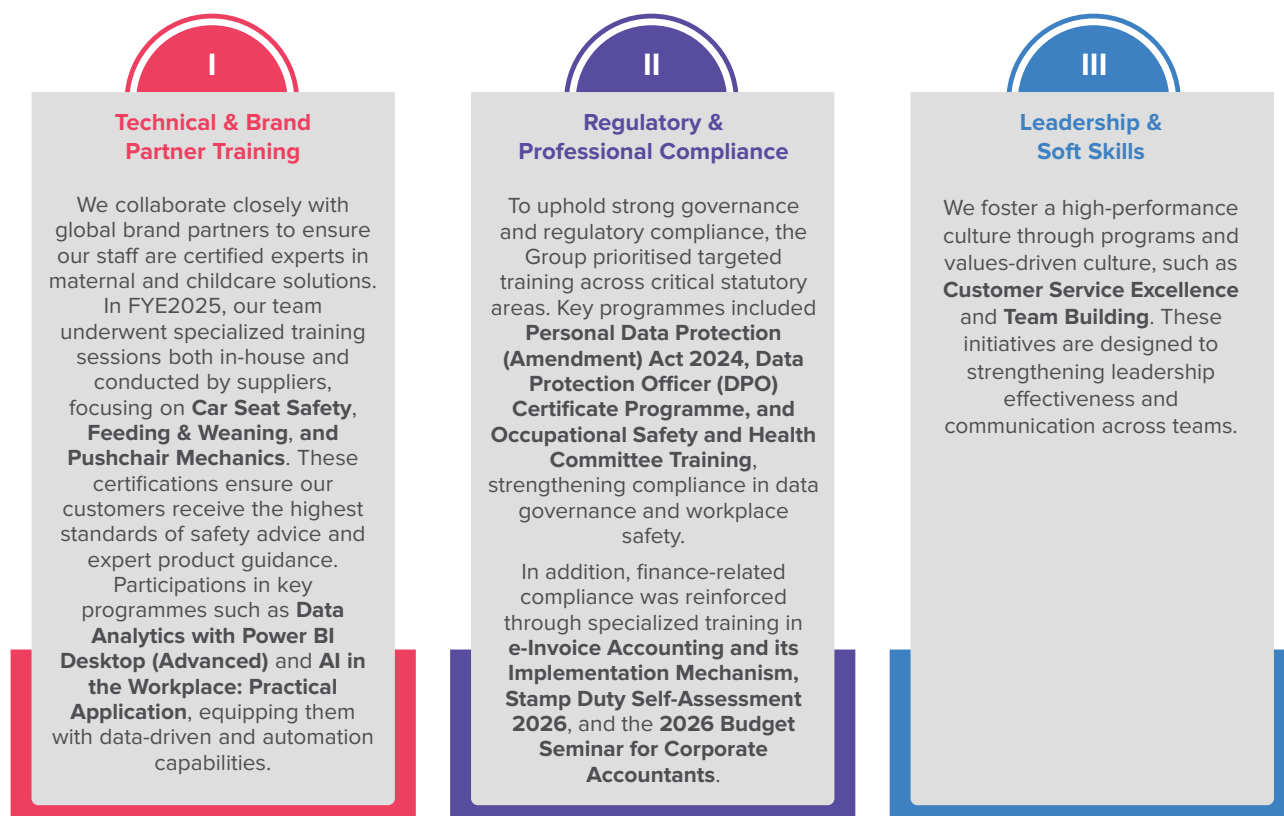 I
Technical & Brand
Partner Training
We collaborate closely with
global brand partners to ensure
our staff are certified experts in
maternal and childcare solutions.
In FYE2025, our team
underwent specialized training
sessions both in-house and
conducted by suppliers,
focusing on Car Seat Safety,
Feeding & Weaning, and
Pushchair Mechanics. These
certifications ensure our
customers receive the highest
standards of safety advice and
expert product guidance.
Participations in key
programmes such as Data
Analytics with Power BI
Desktop (Advanced) and AI in
the Workplace: Practical
Application, equipping them
with data-driven and automation
capabilities.
II
Regulatory &
Professional Compliance
To uphold strong governance
and regulatory compliance, the
Group prioritised targeted
training across critical statutory
areas. Key programmes included
Personal Data Protection
(Amendment) Act 2024, Data
Protection Officer (DPO)
Certificate Programme, and
Occupational Safety and Health
Committee Training,
strengthening compliance in data
governance and workplace
safety.
In addition, finance-related
compliance was reinforced
through specialized training in
e-Invoice Accounting and its
Implementation Mechanism,
Stamp Duty Self-Assessment
2026, and the 2026 Budget
Seminar for Corporate
Accountants.
III
Leadership &
Soft Skills
We foster a high-performance
culture through programs and
values-driven culture, such as
Customer Service Excellence
and Team Building. These
initiatives are designed to
strengthening leadership
effectiveness and
communication across teams.